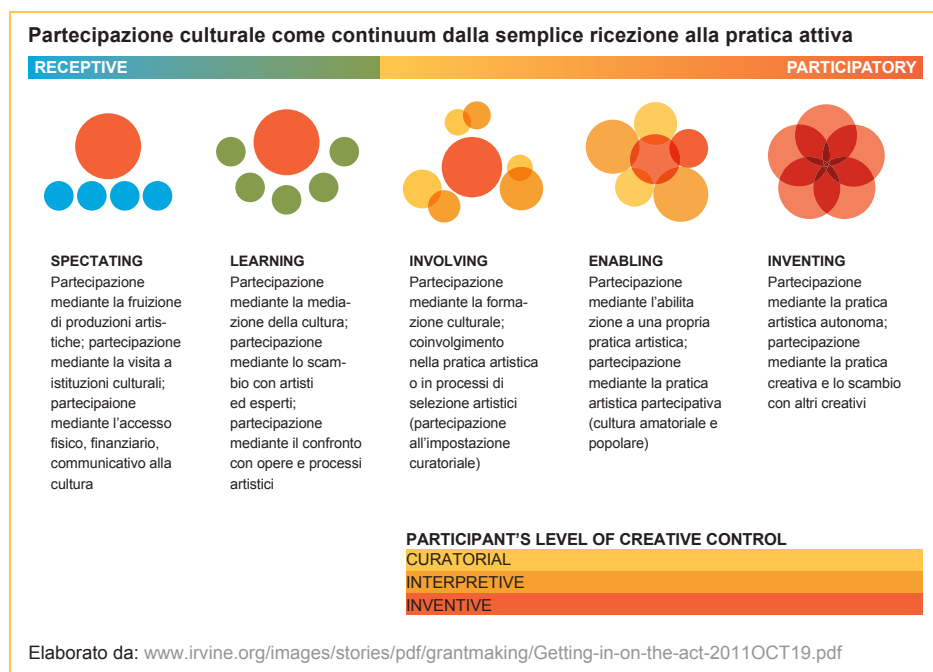 Partecipazione culturale come continuum dalla semplice ricezione alla pratica attiva
RECEPTIVE
PARTICIPATORY
SPECTATING
Partecipazione
mediante la fruizione
di produzioni artis-
tiche; partecipazione
mediante la visita a
istituzioni culturali;
partecipaione
mediante l'accesso
fisico, finanziario,
communicativo alla
cultura
LEARNING
Partecipazione
mediante la media-
zione della cultura;
partecipazione
mediante lo scam-
bio con artisti
ed esperti;
partecipazione
mediante il confronto
con opere e processi
artistici
INVOLVING
Partecipazione
mediante la forma-
zione culturale;
coinvolgimento
nella pratica artistica
o in processi di
selezione artistici
(partecipazione
all'impostazione
curatoriale)
ENABLING
Partecipazione
mediante l'abilita
zione a una propria
pratica artistica;
partecipazione
mediante la pratica
artistica partecipativa
(cultura amatoriale e
popolare)
INVENTING
Partecipazione
mediante la pratica
artistica autonoma;
partecipazione
mediante la pratica
creativa e lo scambio
con altri creativi
PARTICIPANT'S LEVEL OF CREATIVE CONTROL
CURATORIAL
INTERPRETIVE
INVENTIVE
Elaborato da: www.irvine.org/images/stories/pdf/grantmaking/Getting-in-on-the-act-2011OCT19.pdf